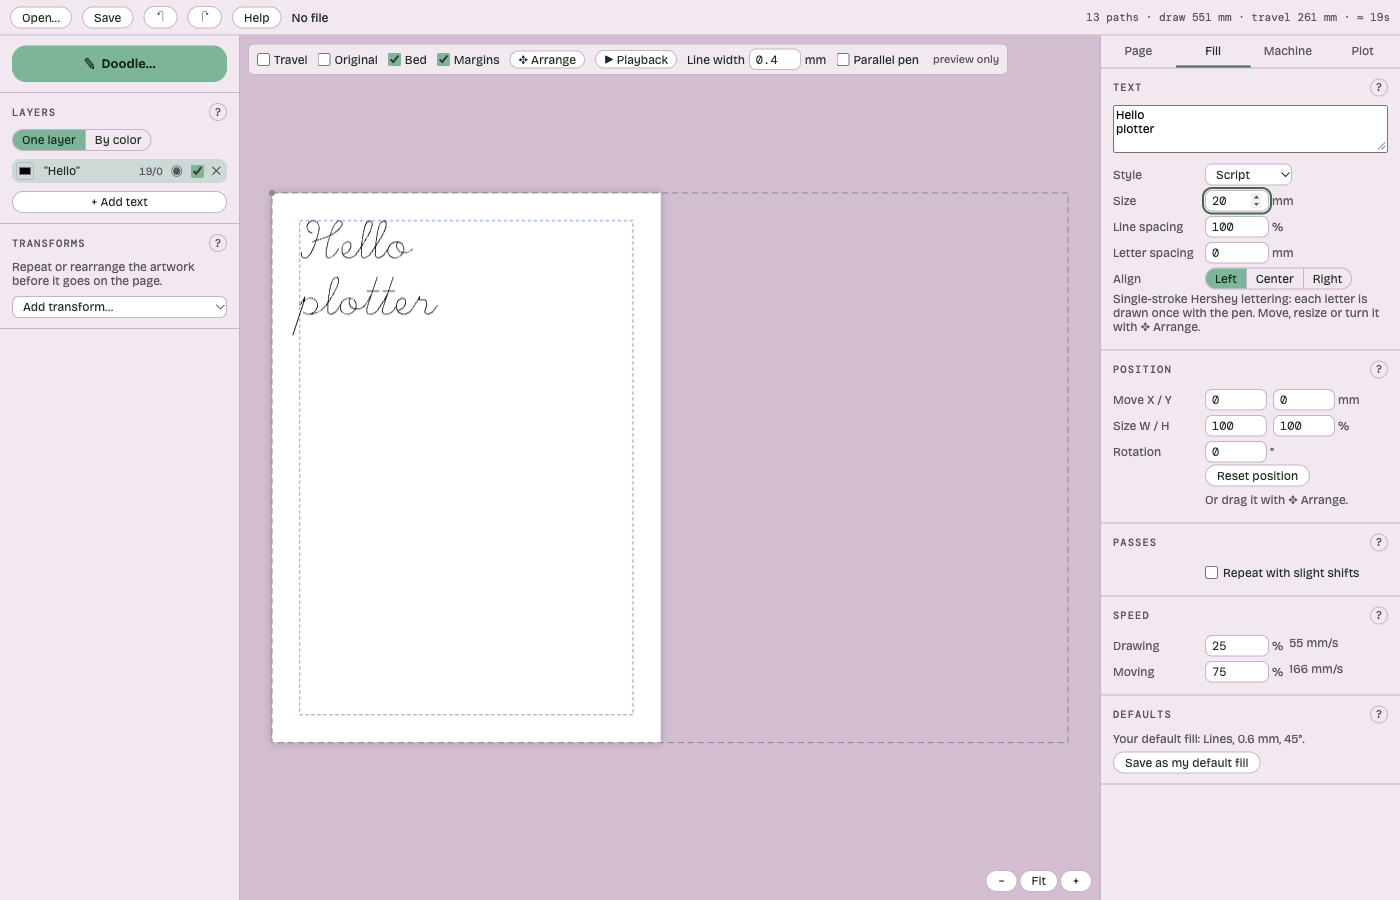 Open...
Save
Help
No file
13 paths · draw 551 mm · travel 261 mm · ≈ 19s
✎ Doodle...
LAYERS
?
One layer
By color
"Hello"
19/0
+ Add text
TRANSFORMS
?
Repeat or rearrange the artwork
before it goes on the page.
Add transform...
Travel
Original
Bed
Margins
✥ Arrange
▶ Playback
Line width
0.4
mm
Parallel pen
preview only
Hello
plotter
− Fit +
Page
Fill
Machine
Plot
TEXT
?
Hello
plotter
Style
Script
Size
20
mm
Line spacing
100
%
Letter spacing
0
mm
Align
Left
Center
Right
Single-stroke Hershey lettering: each letter is
drawn once with the pen. Move, resize or turn it
with ✥ Arrange.
POSITION
?
Move X / Y
0
0
mm
Size W / H
100
100
%
Rotation
0
°
Reset position
Or drag it with ✥ Arrange.
PASSES
?
Repeat with slight shifts
SPEED
?
Drawing
25
%
55 mm/s
Moving
75
%
166 mm/s
DEFAULTS
?
Your default fill: Lines, 0.6 mm, 45°.
Save as my default fill